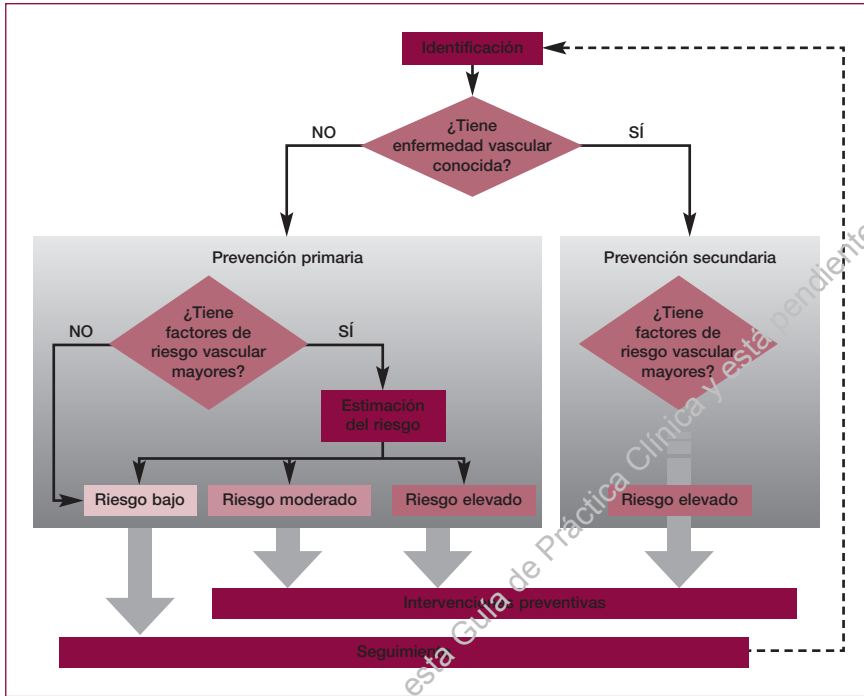 Identificación
¿Tiene
enfermedad vascular
conocida?
NO
SÍ
Prevención primaria
¿Tiene
factores de
riesgo vascular
mayores?
NO
SÍ
Estimación
del riesgo
Riesgo bajo
Riesgo moderado
Riesgo elevado
Prevención secundaria
¿Tiene
factores de
riesgo vascular
mayores?
Riesgo elevado
Intervenciones preventivas
Seguimiento
esta Guía de Práctica Clínica y está pendiente